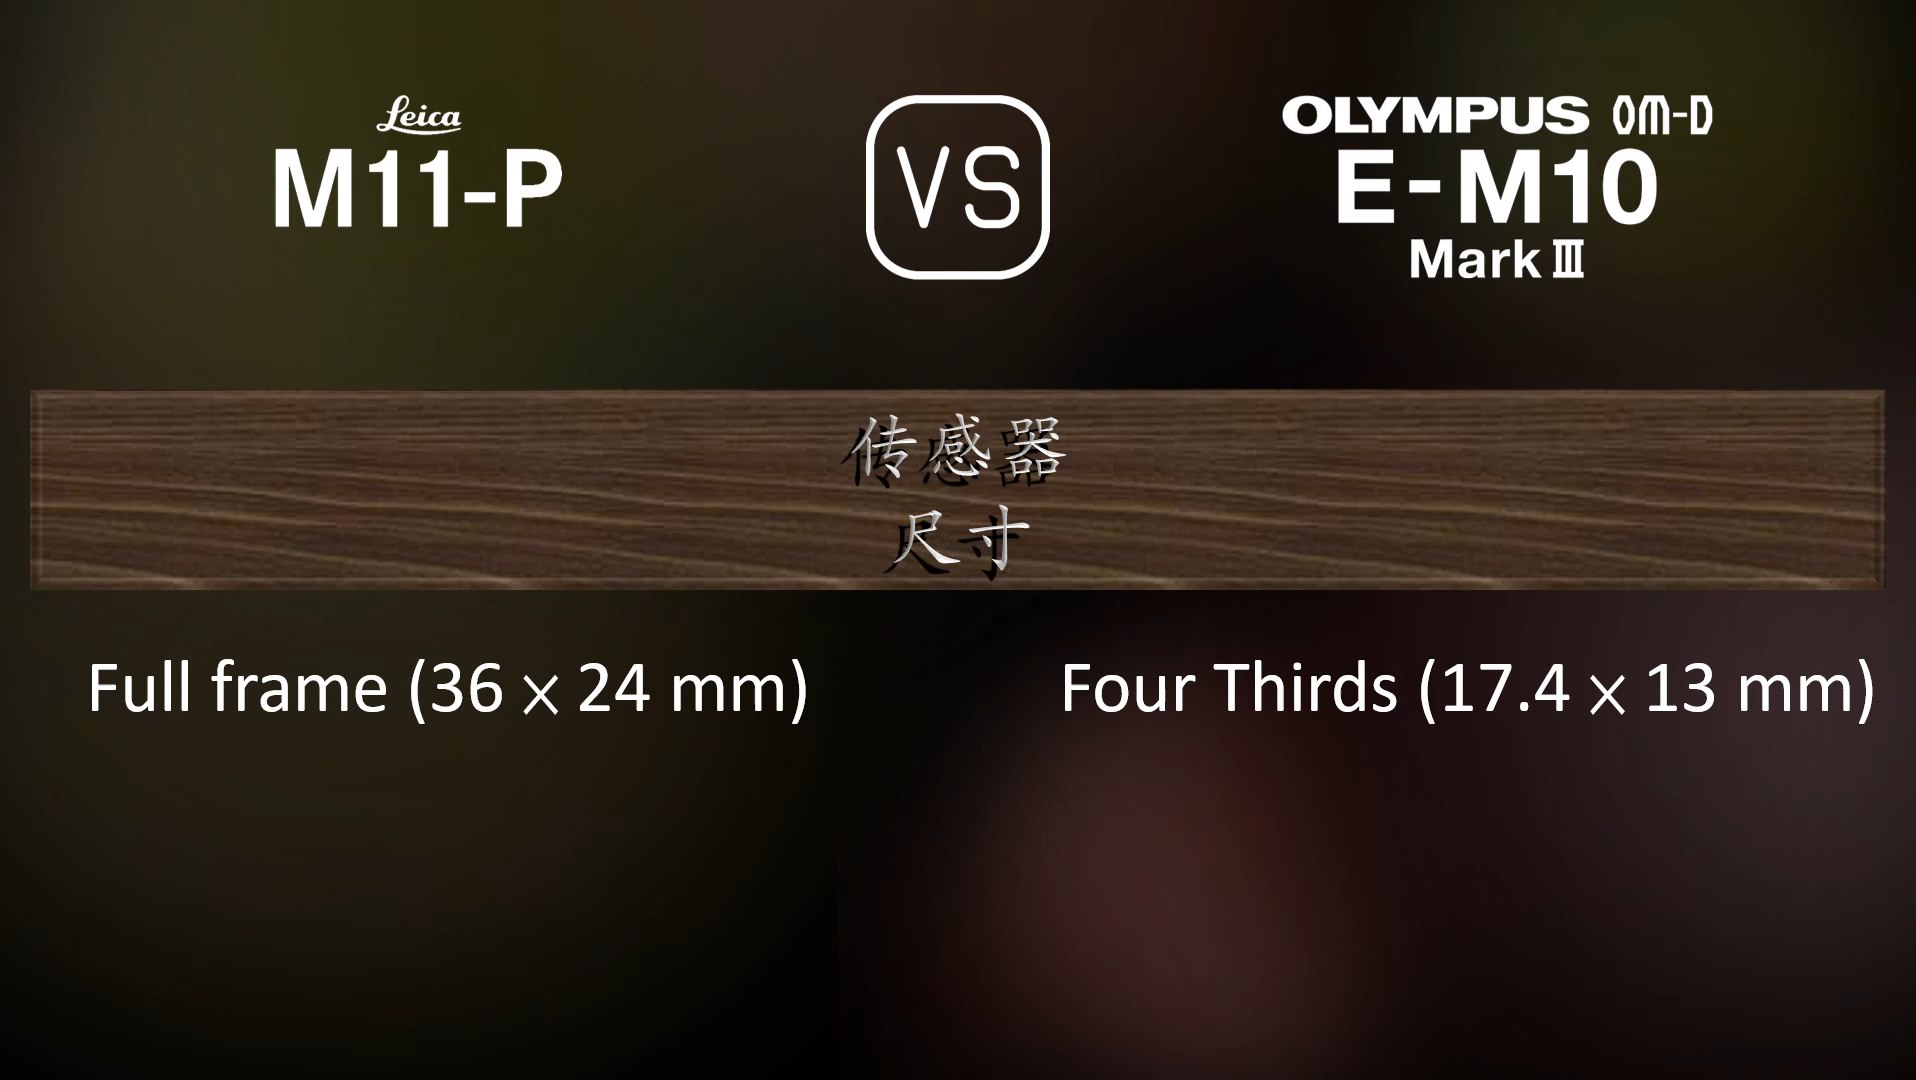 Leica
M11-P
VS
OLYMPUS OM-D
E-M10
Mark III
传感器
尺寸
Full frame (36 x 24 mm)
Four Thirds (17.4 x 13 mm)